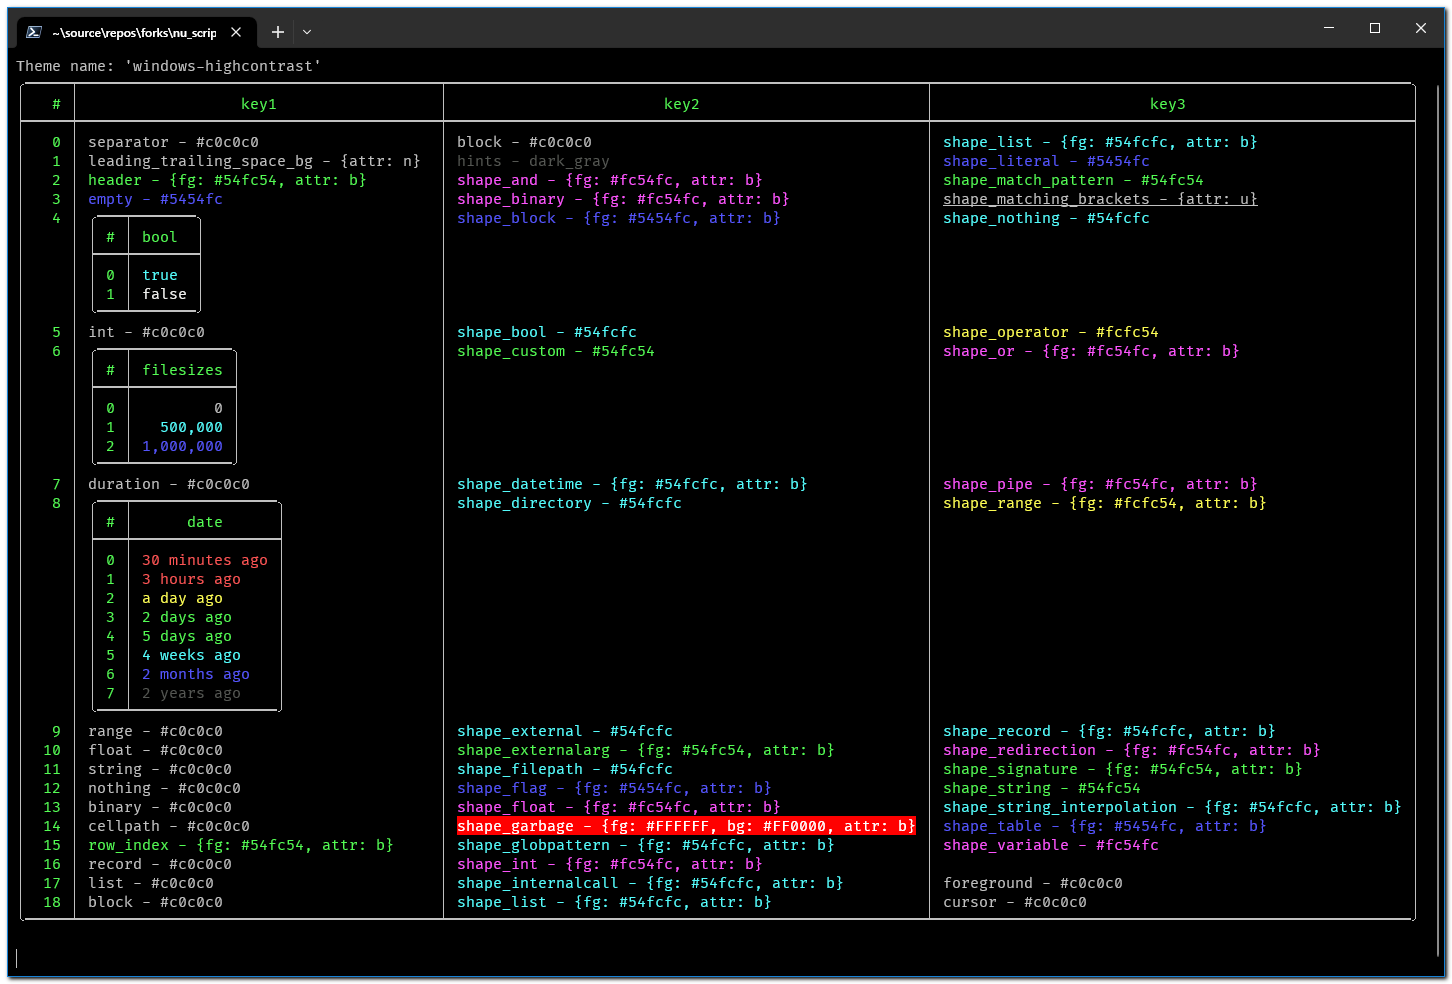 ~\source\repos\forks\nu_scrip
Theme name: 'windows-highcontrast'
# key1 key2 key3
0 separator - #c0c0c0 block - #c0c0c0 shape_list - {fg: #54fcfc, attr: b}
1 leading_trailing_space_bg - {attr: n} hints - dark_gray shape_literal - #5454fc
2 header - {fg: #54fc54, attr: b} shape_and - {fg: #fc54fc, attr: b} shape_match_pattern - #54fc54
3 empty - #5454fc shape_binary - {fg: #fc54fc, attr: b} shape_matching_brackets - {attr: u}
4 shape_block - {fg: #5454fc, attr: b} shape_nothing - #54fcfc
# bool
0 true
1 false
5 int - #c0c0c0 shape_bool - #54fcfc shape_operator - #fcfc54
6 shape_custom - #54fc54 shape_or - {fg: #fc54fc, attr: b}
# filesizes
0 0
1 500,000
2 1,000,000
7 duration - #c0c0c0 shape_datetime - {fg: #54fcfc, attr: b} shape_pipe - {fg: #fc54fc, attr: b}
8 shape_directory - #54fcfc shape_range - {fg: #fcfc54, attr: b}
# date
0 30 minutes ago
1 3 hours ago
2 a day ago
3 2 days ago
4 5 days ago
5 4 weeks ago
6 2 months ago
7 2 years ago
9 range - #c0c0c0 shape_external - #54fcfc shape_record - {fg: #54fcfc, attr: b}
10 float - #c0c0c0 shape_externalarg - {fg: #54fc54, attr: b} shape_redirection - {fg: #fc54fc, attr: b}
11 string - #c0c0c0 shape_filepath - #54fcfc shape_signature - {fg: #54fc54, attr: b}
12 nothing - #c0c0c0 shape_flag - {fg: #5454fc, attr: b} shape_string - #54fc54
13 binary - #c0c0c0 shape_float - {fg: #fc54fc, attr: b} shape_string_interpolation - {fg: #54fcfc, attr: b}
14 cellpath - #c0c0c0 shape_garbage - {fg: #FFFFFF, bg: #FF0000, attr: b} shape_table - {fg: #5454fc, attr: b}
15 row_index - {fg: #54fc54, attr: b} shape_globpattern - {fg: #54fcfc, attr: b} shape_variable - #fc54fc
16 record - #c0c0c0 shape_int - {fg: #fc54fc, attr: b}
17 list - #c0c0c0 shape_internalcall - {fg: #54fcfc, attr: b} foreground - #c0c0c0
18 block - #c0c0c0 shape_list - {fg: #54fcfc, attr: b} cursor - #c0c0c0